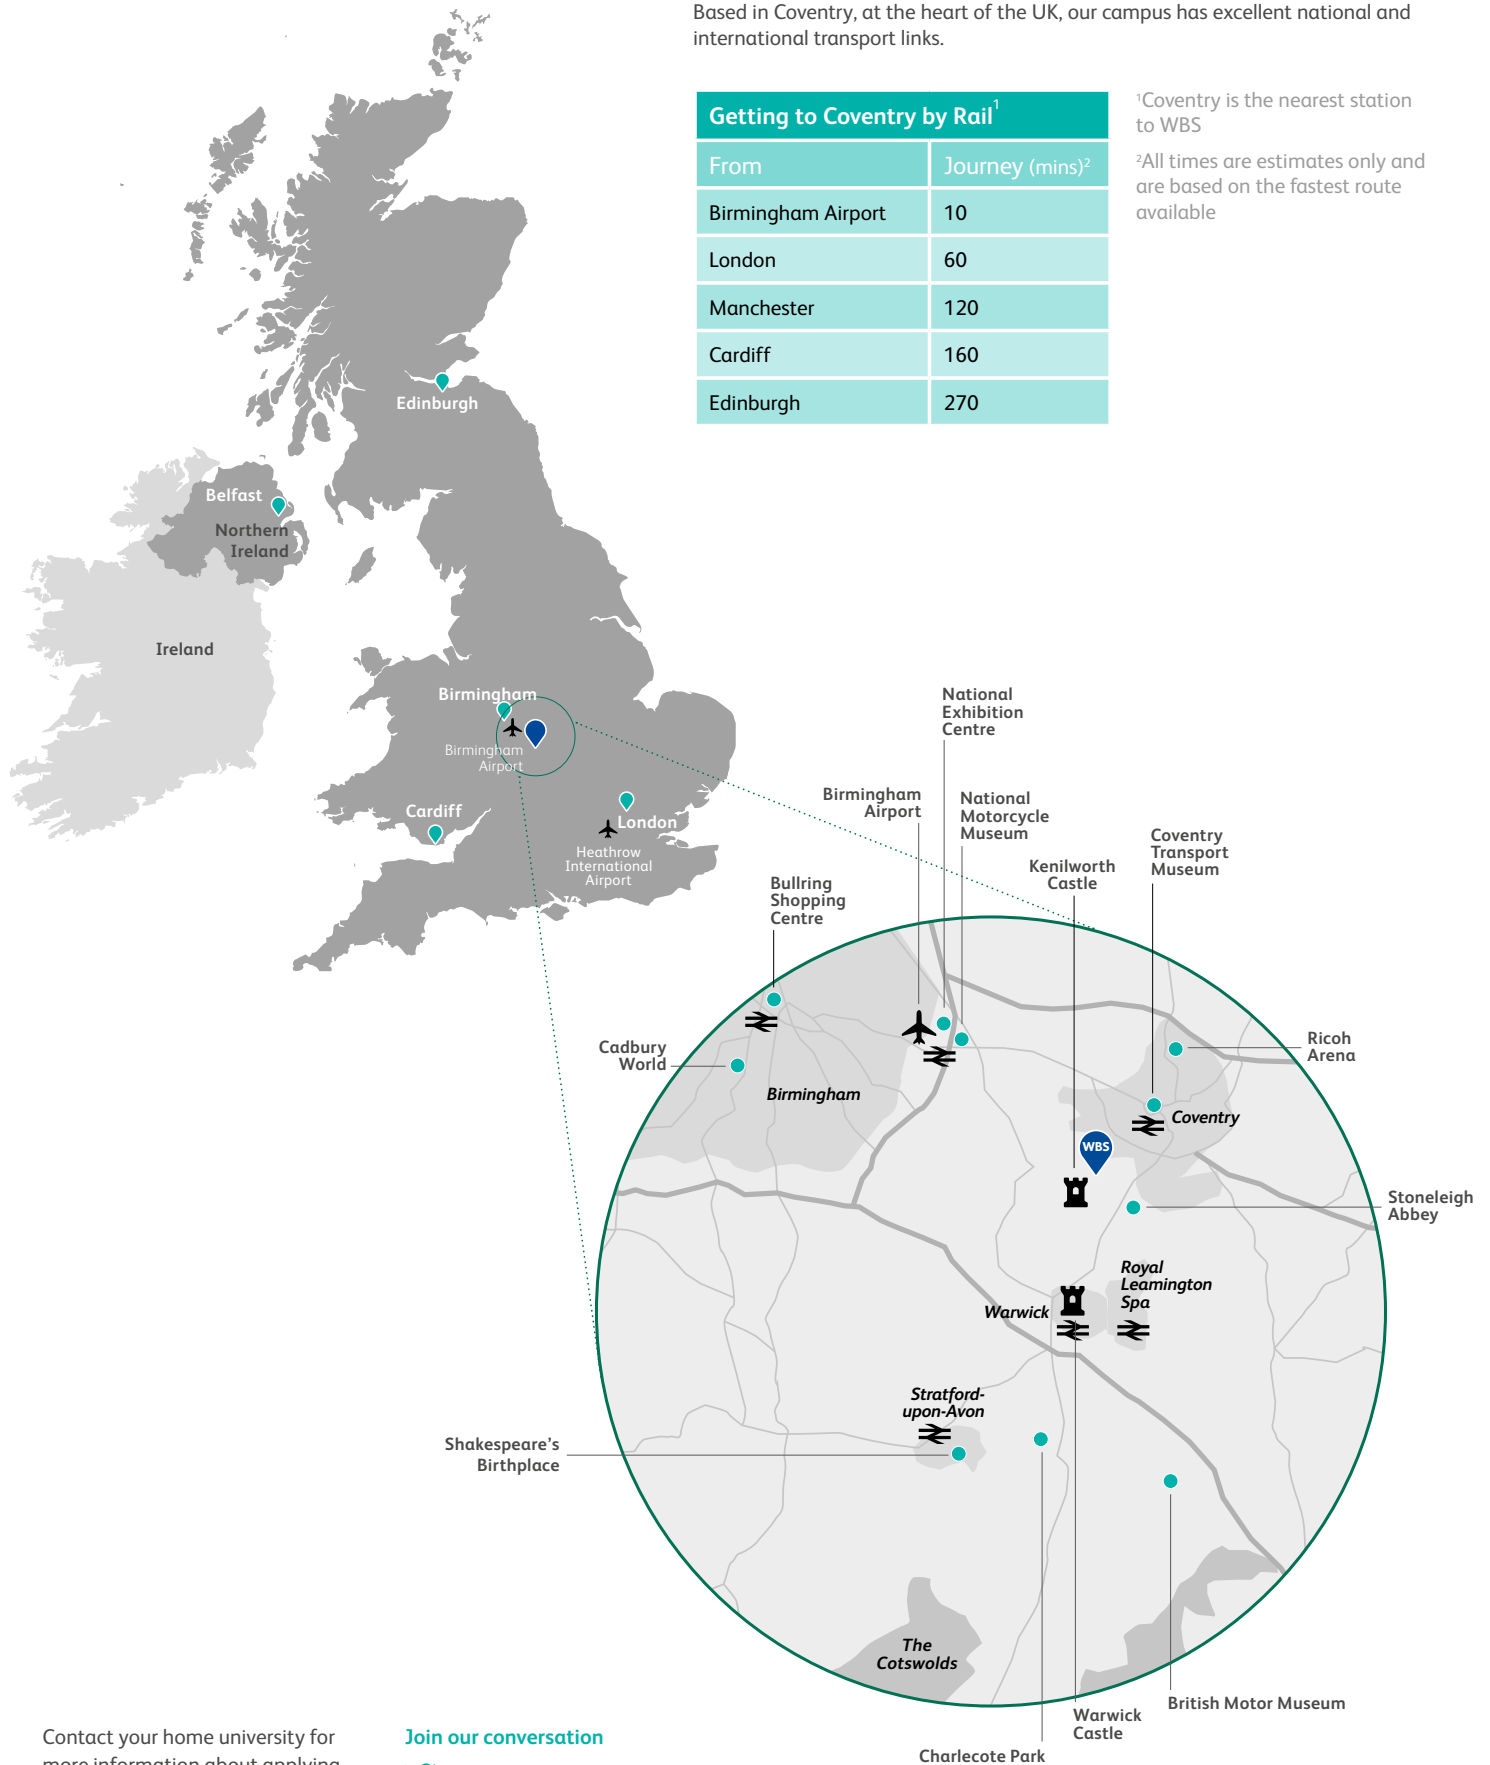 Based in Coventry, at the heart of the UK, our campus has excellent national and
international transport links.
Getting to Coventry by Rail1
From Journey (mins)2
Birmingham Airport 10
London 60
Manchester 120
Cardiff 160
Edinburgh 270
1Coventry is the nearest station
to WBS
2All times are estimates only and
are based on the fastest route
available
Edinburgh
Belfast
Northern
Ireland
Ireland
Birmingham
Birmingham
Airport
Cardiff
London
Heathrow
International
Airport
National
Exhibition
Centre
Birmingham
Airport
National
Motorcycle
Museum
Coventry
Transport
Museum
Kenilworth
Castle
Bullring
Shopping
Centre
Cadbury
World
Ricoh
Arena
Birmingham
Coventry
WBS
Stoneleigh
Abbey
Royal
Leamington
Spa
Warwick
Stratford-
upon-Avon
Shakespeare's
Birthplace
The
Cotswolds
British Motor Museum
Warwick
Castle
Charlecote Park
Contact your home university for
more information about applying
Join our conversation